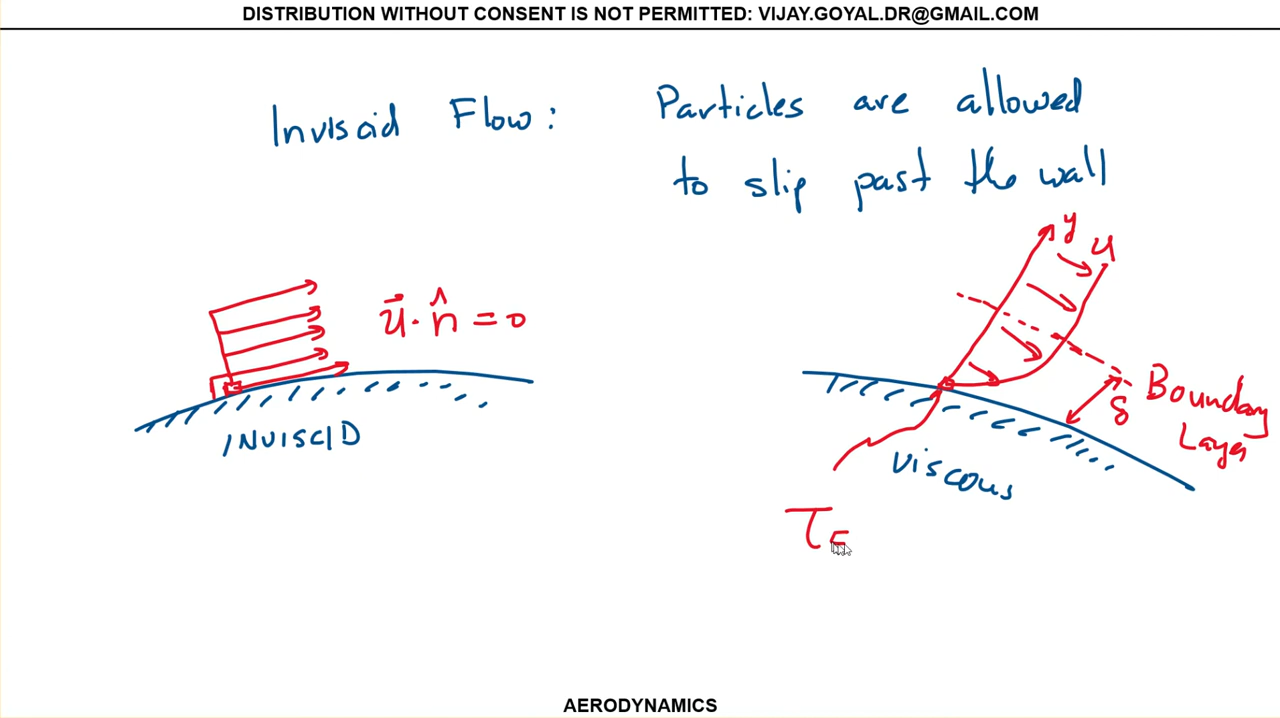 DISTRIBUTION WITHOUT CONSENT IS NOT PERMITTED: VIJAY.GOYAL.DR@GMAIL.COM
Inviscid Flow: Particles are allowed
to slip past the wall
y
u
u⃗ · n̂ = 0
Boundary
δ
Layer
INVISCID
Viscous
AERODYNAMICS